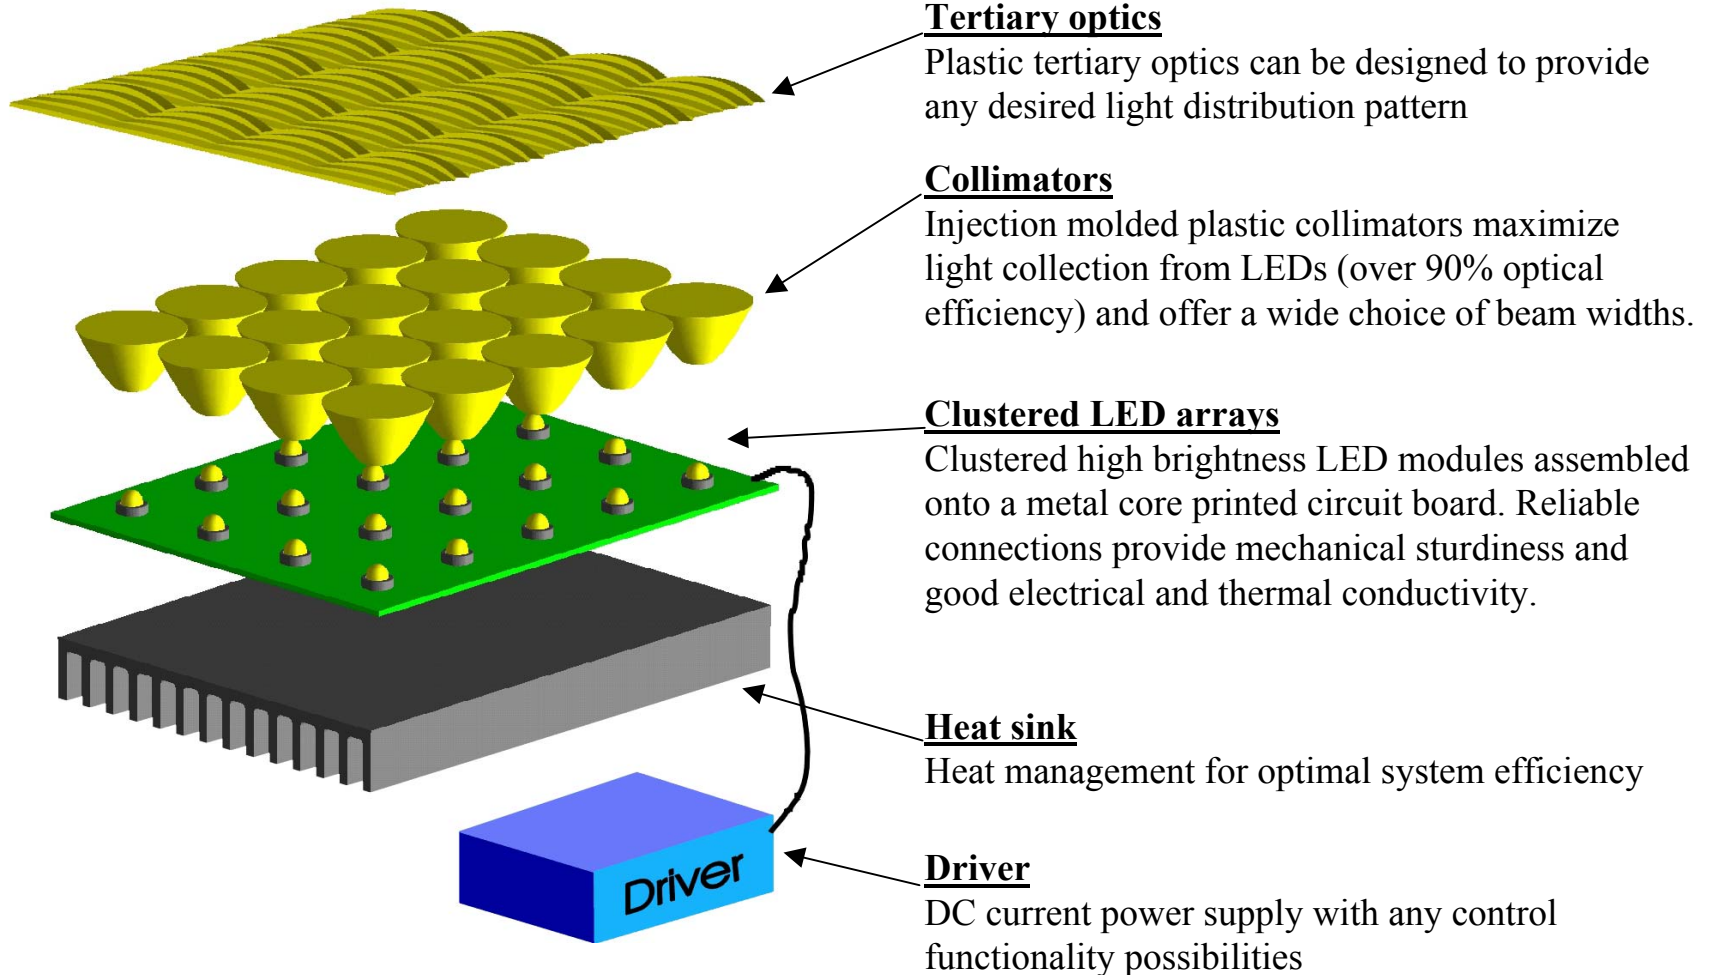 Tertiary optics
Plastic tertiary optics can be designed to provide
any desired light distribution pattern
Collimators
Injection molded plastic collimators maximize
light collection from LEDs (over 90% optical
efficiency) and offer a wide choice of beam widths.
Clustered LED arrays
Clustered high brightness LED modules assembled
onto a metal core printed circuit board. Reliable
connections provide mechanical sturdiness and
good electrical and thermal conductivity.
Heat sink
Heat management for optimal system efficiency
Driver
Driver
DC current power supply with any control
functionality possibilities